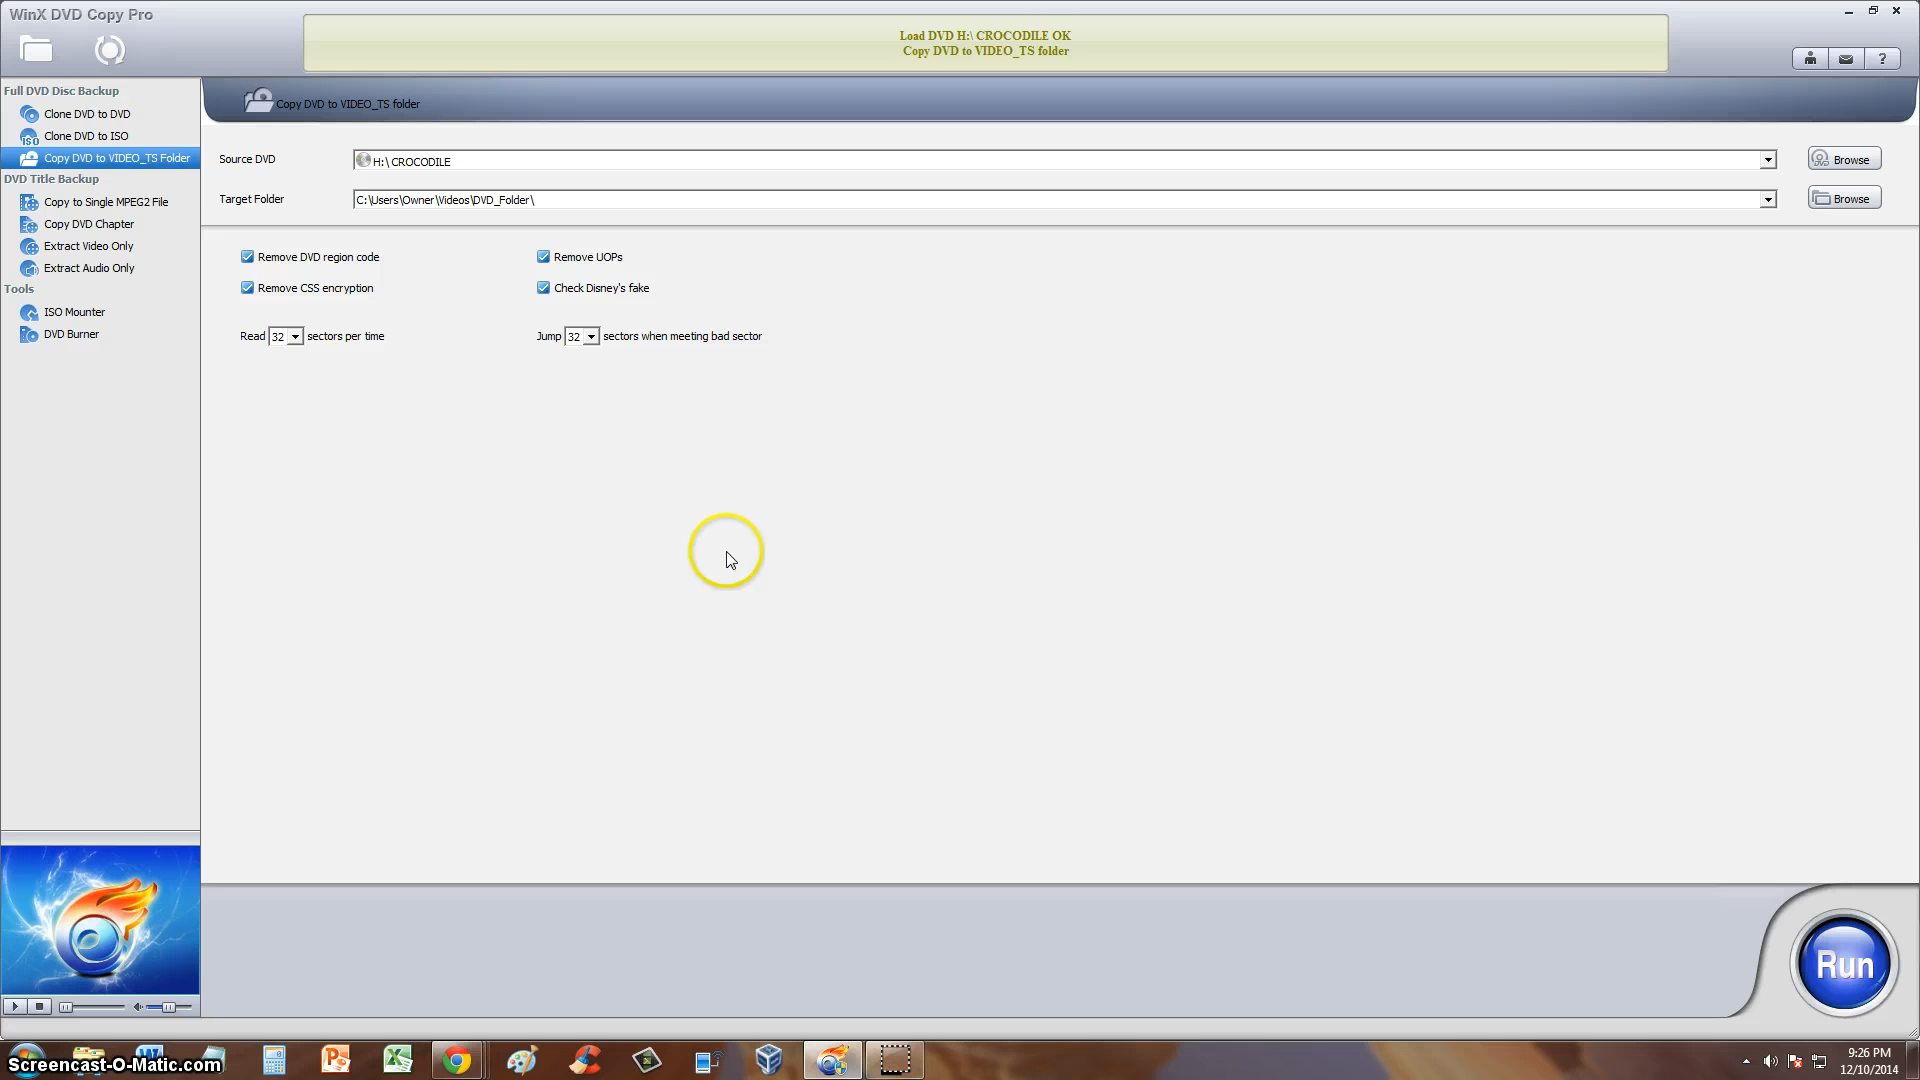 WinX DVD Copy Pro
Load DVD H:\ CROCODILE OK
Copy DVD to VIDEO_TS folder
?
Full DVD Disc Backup
Clone DVD to DVD
Clone DVD to ISO
Copy DVD to VIDEO_TS Folder
DVD Title Backup
Copy to Single MPEG2 File
Copy DVD Chapter
Extract Video Only
Extract Audio Only
Tools
ISO Mounter
DVD Burner
Copy DVD to VIDEO_TS folder
Source DVD H:\ CROCODILE Browse
Target Folder C:\Users\Owner\Videos\DVD_Folder\ Browse
Remove DVD region code Remove UOPs
Remove CSS encryption Check Disney's fake
Read 32 sectors per time Jump 32 sectors when meeting bad sector
Run
Screencast-O-Matic.com
9:26 PM
12/10/2014